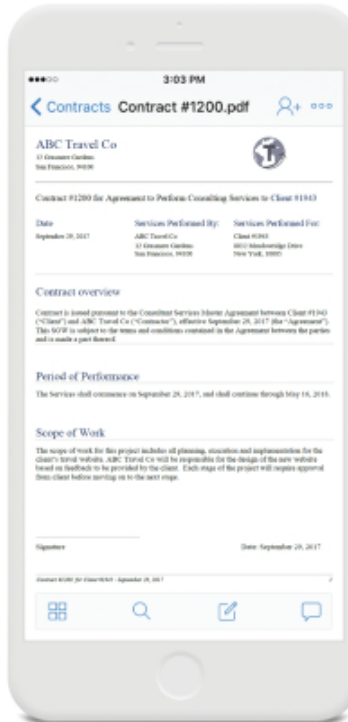 3:03 PM
Contracts Contract #1200.pdf
ABC Travel Co
San Francisco, 94100
Contract #1200 for Agreement to Perform Consulting Services to Client #1943
Date Services Performed By: Services Performed For:
September 29, 2017 ABC Travel Co Client #1943
San Francisco, 94100 New York, 10005
Contract overview
Contract is issued pursuant to the Consultant Services Master Agreement between Client #1943
("Client") and ABC Travel Co ("Contractor"), effective September 29, 2017 (the "Agreement").
This SOW is subject to the terms and conditions contained in the Agreement between the parties
and is made a part thereof.
Period of Performance
The Services shall commence on September 29, 2017, and shall continue through May 18, 2018.
Scope of Work
The scope of work for this project includes all planning, execution and implementation for the
client's travel website. ABC Travel Co will be responsible for the design of the new website
based on feedback to be provided by the client. Each stage of the project will require approval
from client before moving on to the next stage.
Signature Date: September 29, 2017
Contract #1200 for Client #1943 - September 29, 2017